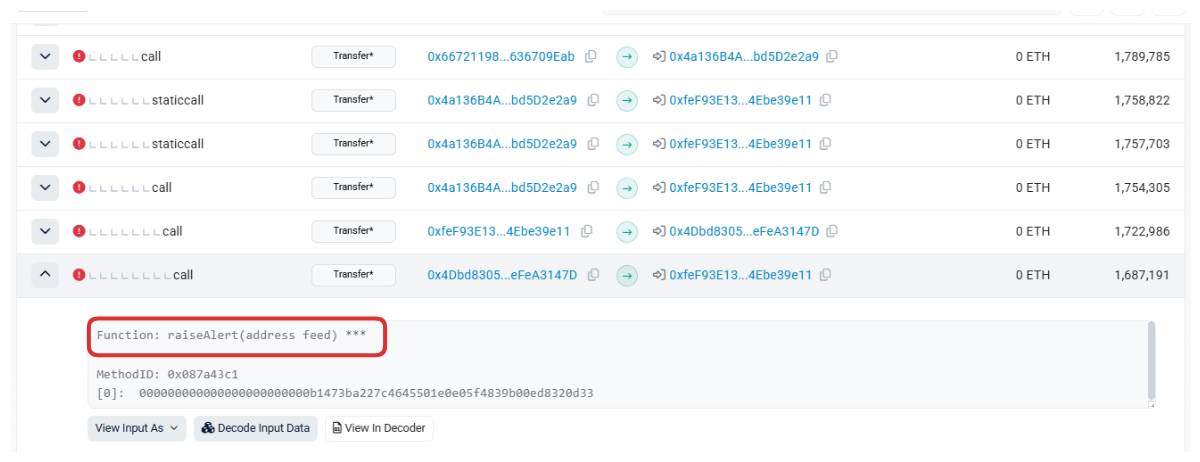 call Transfer* 0x66721198...636709Eab 0x4a136B4A...bd5D2e2a9 0 ETH 1,789,785
staticcall Transfer* 0x4a136B4A...bd5D2e2a9 0xfeF93E13...4Ebe39e11 0 ETH 1,758,822
staticcall Transfer* 0x4a136B4A...bd5D2e2a9 0xfeF93E13...4Ebe39e11 0 ETH 1,757,703
call Transfer* 0x4a136B4A...bd5D2e2a9 0xfeF93E13...4Ebe39e11 0 ETH 1,754,305
call Transfer* 0xfeF93E13...4Ebe39e11 0x4Dbd8305...eFeA3147D 0 ETH 1,722,986
call Transfer* 0x4Dbd8305...eFeA3147D 0xfeF93E13...4Ebe39e11 0 ETH 1,687,191
Function: raiseAlert(address feed) ***
MethodID: 0x087a43c1
[0]: 000000000000000000000000b1473ba227c4645501e0e05f4839b00ed8320d33
View Input As Decode Input Data View In Decoder